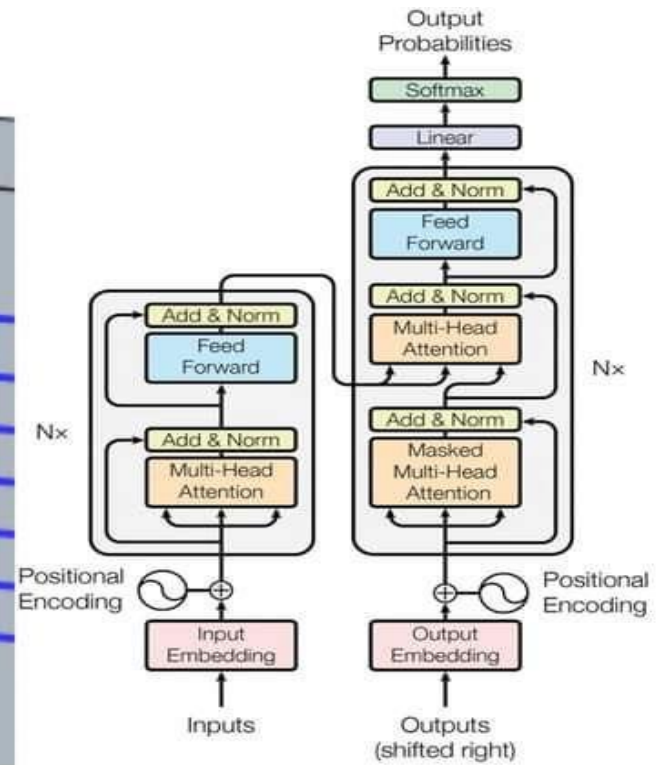 Output
Probabilities
Softmax
Linear
Add & Norm
Feed
Forward
Add & Norm
Multi-Head
Attention
Add & Norm
Masked
Multi-Head
Attention
Nx
Add & Norm
Feed
Forward
Add & Norm
Multi-Head
Attention
Nx
Positional
Encoding
Positional
Encoding
Input
Embedding
Output
Embedding
Inputs
Outputs
(shifted right)